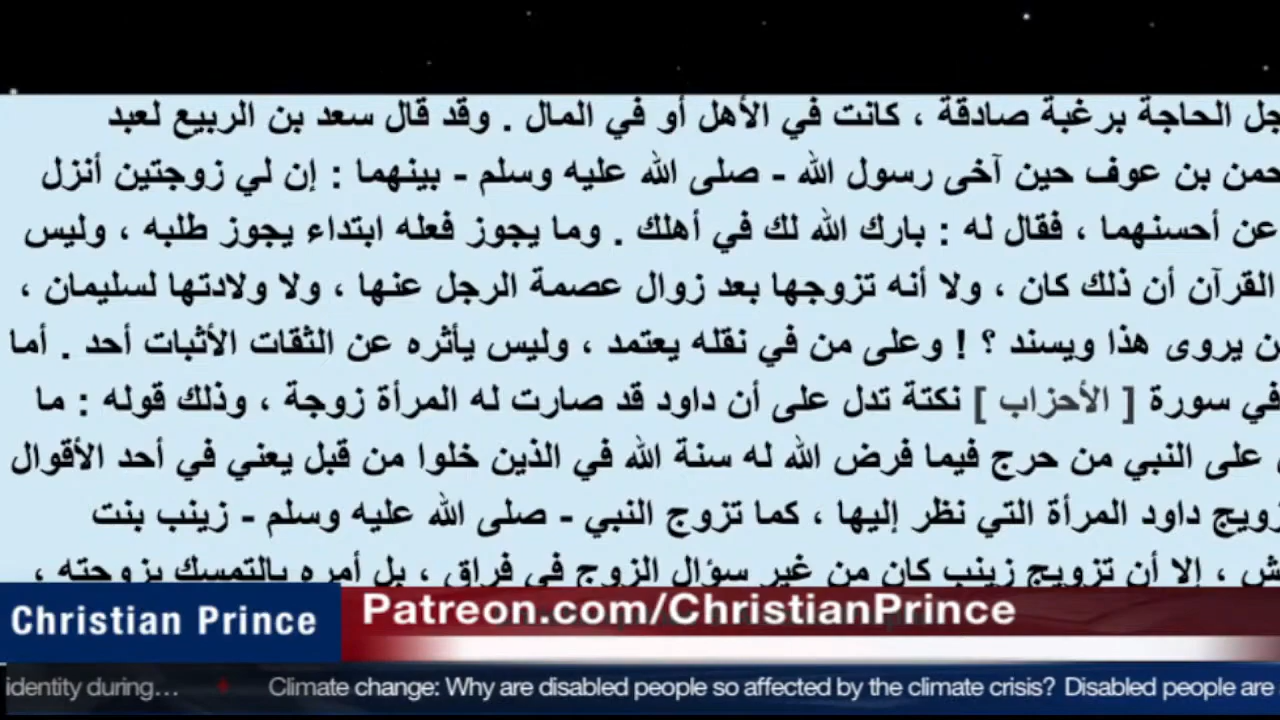 جل الحاجة برغبة صادقة ، كانت في الأهل أو في المال . وقد قال سعد بن الربيع لعبد
حمن بن عوف حين آخى رسول الله - صلى الله عليه وسلم - بينهما : إن لي زوجتين أنزل
عن أحسنهما ، فقال له : بارك الله لك في أهلك . وما يجوز فعله ابتداء يجوز طلبه ، وليس
القرآن أن ذلك كان ، ولا أنه تزوجها بعد زوال عصمة الرجل عنها ، ولا ولادتها لسليمان ،
ن يروى هذا ويسند ؟ ! وعلى من في نقله يعتمد ، وليس يأثره عن الثقات الأثبات أحد . أما
في سورة [ الأحزاب ] نكتة تدل على أن داود قد صارت له المرأة زوجة ، وذلك قوله : ما
على النبي من حرج فيما فرض الله له سنة الله في الذين خلوا من قبل يعني في أحد الأقوال
زويج داود المرأة التي نظر إليها ، كما تزوج النبي - صلى الله عليه وسلم - زينب بنت
ش ، إلا أن تزويج زينب كان من غير سؤال الزوج في فراق ، بل أمره بالتمسك بزوجته ،
Christian Prince
Patreon.com/ChristianPrince
identity during... Climate change: Why are disabled people so affected by the climate crisis? Disabled people are